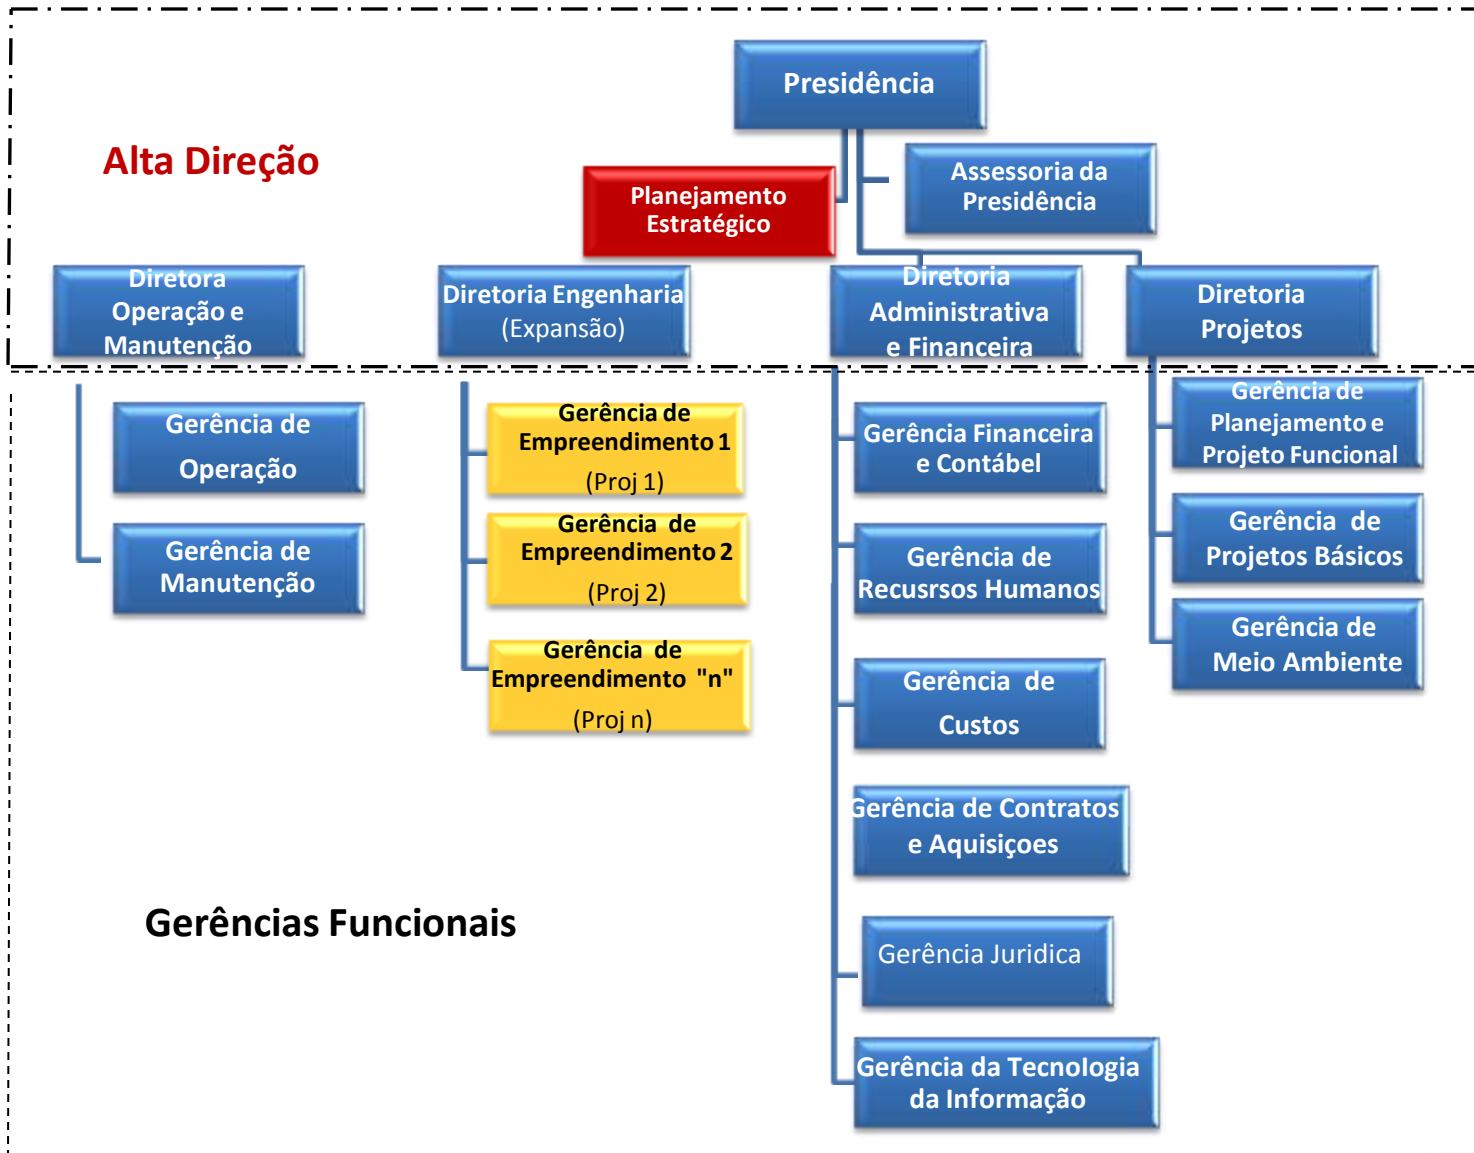 Presidência
Alta Direção
Assessoria da
Presidência
Planejamento
Estratégico
Diretora
Operação e
Manutenção
Diretoria Engenharia
(Expansão)
Diretoria
Administrativa
e Financeira
Diretoria
Projetos
Gerência de
Operação
Gerência de
Manutenção
Gerência de
Empreendimento 1
(Proj 1)
Gerência de
Empreendimento 2
(Proj 2)
Gerência de
Empreendimento "n"
(Proj n)
Gerência Financeira
e Contábel
Gerência de
Recusrsos Humanos
Gerência de
Custos
Gerência de Contratos
e Aquisiçoes
Gerência Juridica
Gerência da Tecnologia
da Informação
Gerência de
Planejamento e
Projeto Funcional
Gerência de
Projetos Básicos
Gerência de
Meio Ambiente
Gerências Funcionais